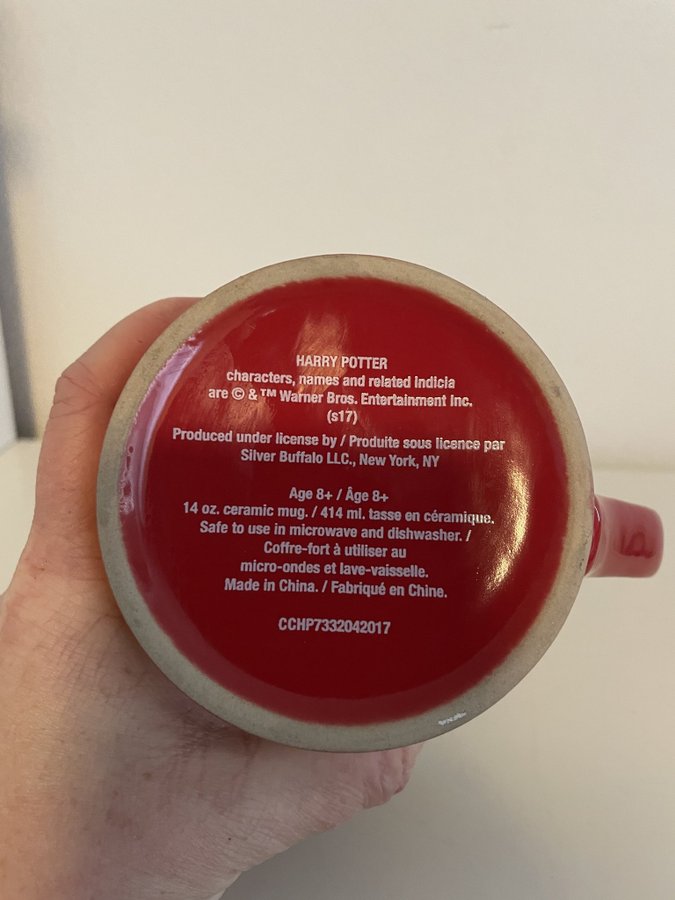 HARRY POTTER
characters, names and related indicia
are © & ™ Warner Bros. Entertainment Inc.
(s17)
Produced under license by / Produite sous licence par
Silver Buffalo LLC., New York, NY
Age 8+ / Âge 8+
14 oz. ceramic mug. / 414 ml. tasse en céramique.
Safe to use in microwave and dishwasher. /
Coffre-fort à utiliser au
micro-ondes et lave-vaisselle.
Made in China. / Fabriqué en Chine.
CCHP7332042017